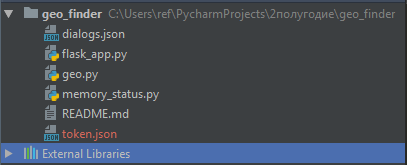 geo_finder C:\Users\ref\PycharmProjects\2полугодие\geo_finder
dialogs.json
flask_app.py
geo.py
memory_status.py
README.md
token.json
External Libraries